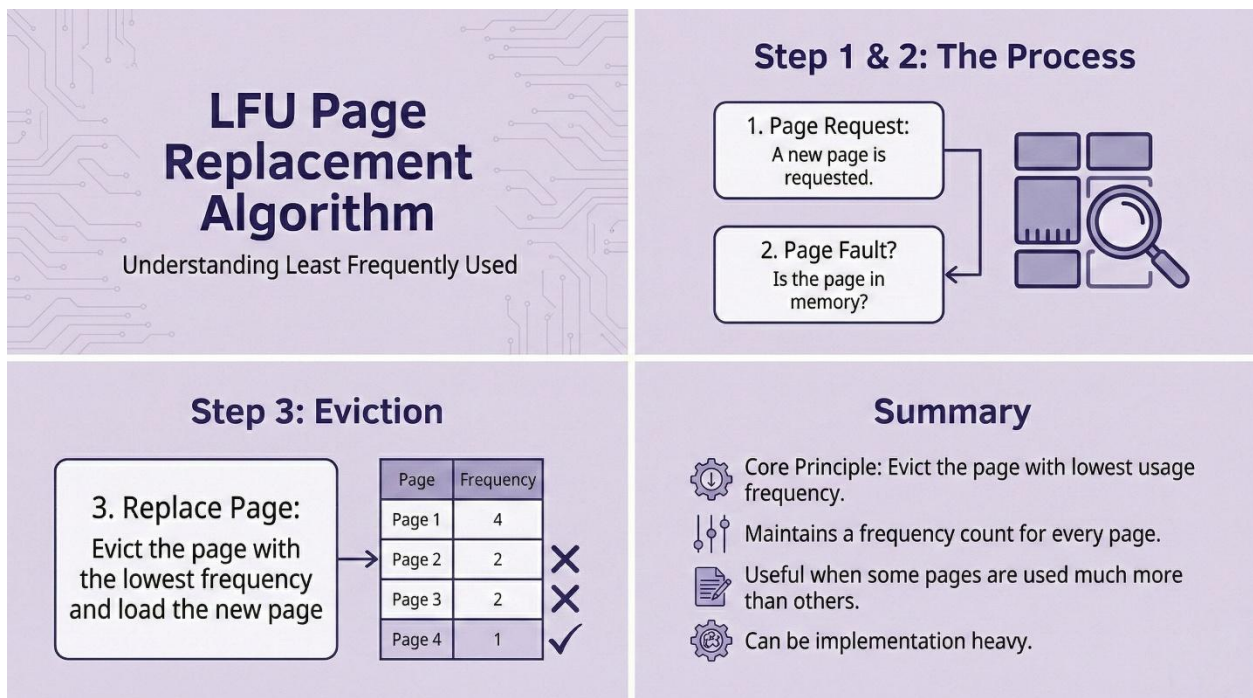 LFU Page
Replacement
Algorithm
Understanding Least Frequently Used
Step 1 & 2: The Process
1. Page Request:
A new page is
requested.
2. Page Fault?
Is the page in
memory?
Step 3: Eviction
3. Replace Page:
Evict the page with
the lowest frequency
and load the new page
Page Frequency
Page 1 4
Page 2 2
Page 3 2
Page 4 1
Summary
Core Principle: Evict the page with lowest usage
frequency.
Maintains a frequency count for every page.
Useful when some pages are used much more
than others.
Can be implementation heavy.